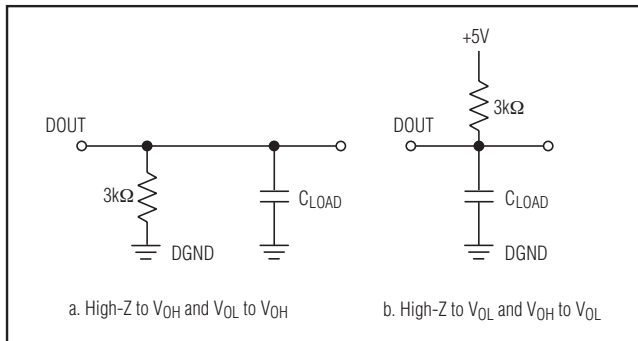 DOUT
3kΩ
DGND
CLOAD
a. High-Z to VOH and VOL to VOH
+5V
3kΩ
DOUT
CLOAD
DGND
b. High-Z to VOL and VOH to VOL